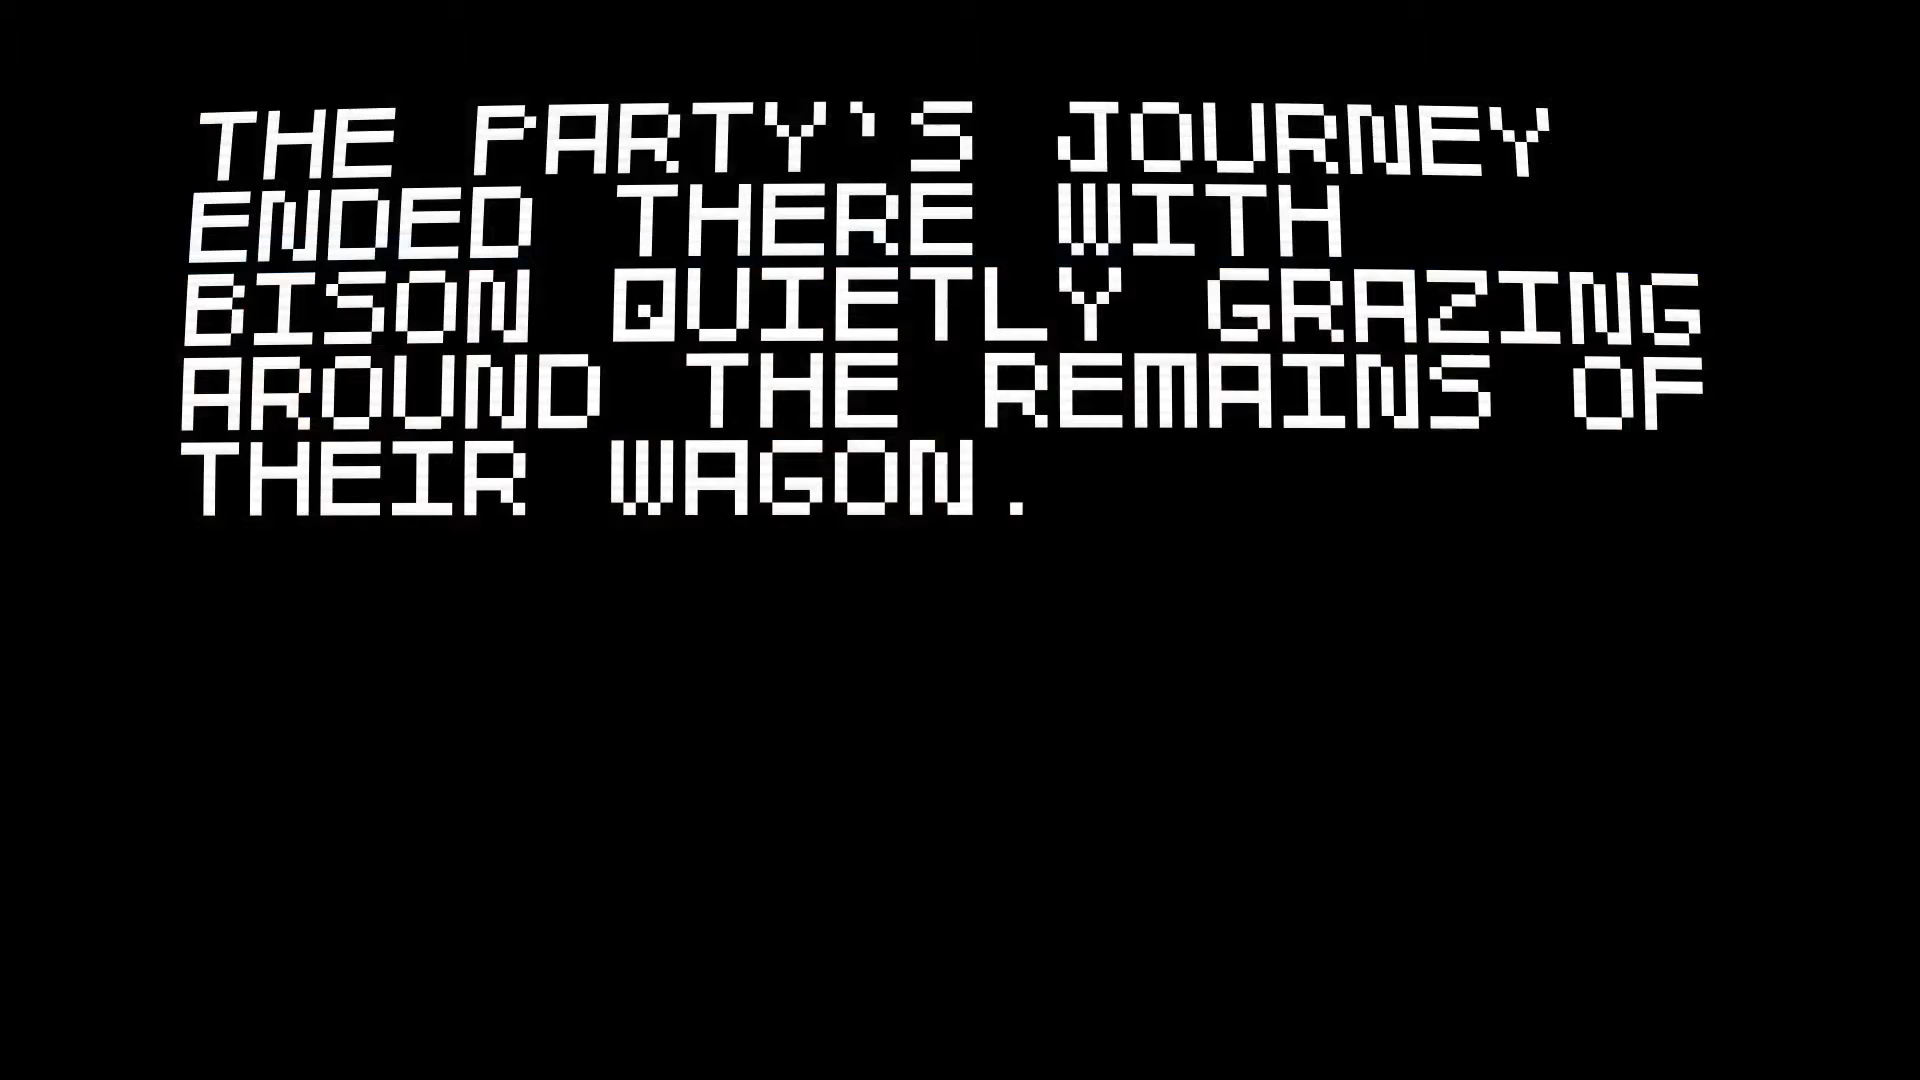 THE PARTY'S JOURNEY
ENDED THERE WITH
BISON QUIETLY GRAZING
AROUND THE REMAINS OF
THEIR WAGON.